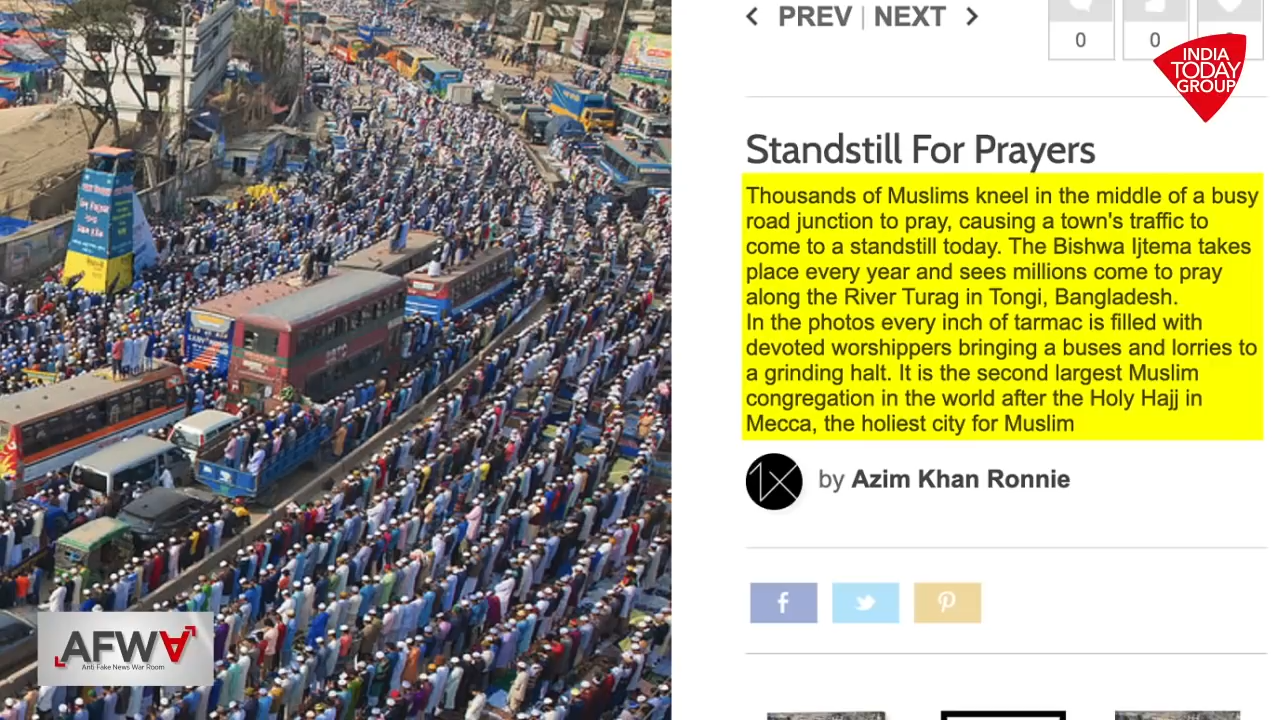 PREV | NEXT
0
0
INDIA
TODAY
GROUP
Standstill For Prayers
Thousands of Muslims kneel in the middle of a busy
road junction to pray, causing a town's traffic to
come to a standstill today. The Bishwa Ijtema takes
place every year and sees millions come to pray
along the River Turag in Tongi, Bangladesh.
In the photos every inch of tarmac is filled with
devoted worshippers bringing a buses and lorries to
a grinding halt. It is the second largest Muslim
congregation in the world after the Holy Hajj in
Mecca, the holiest city for Muslim
1x
by Azim Khan Ronnie
AFWA
Anti Fake News War Room